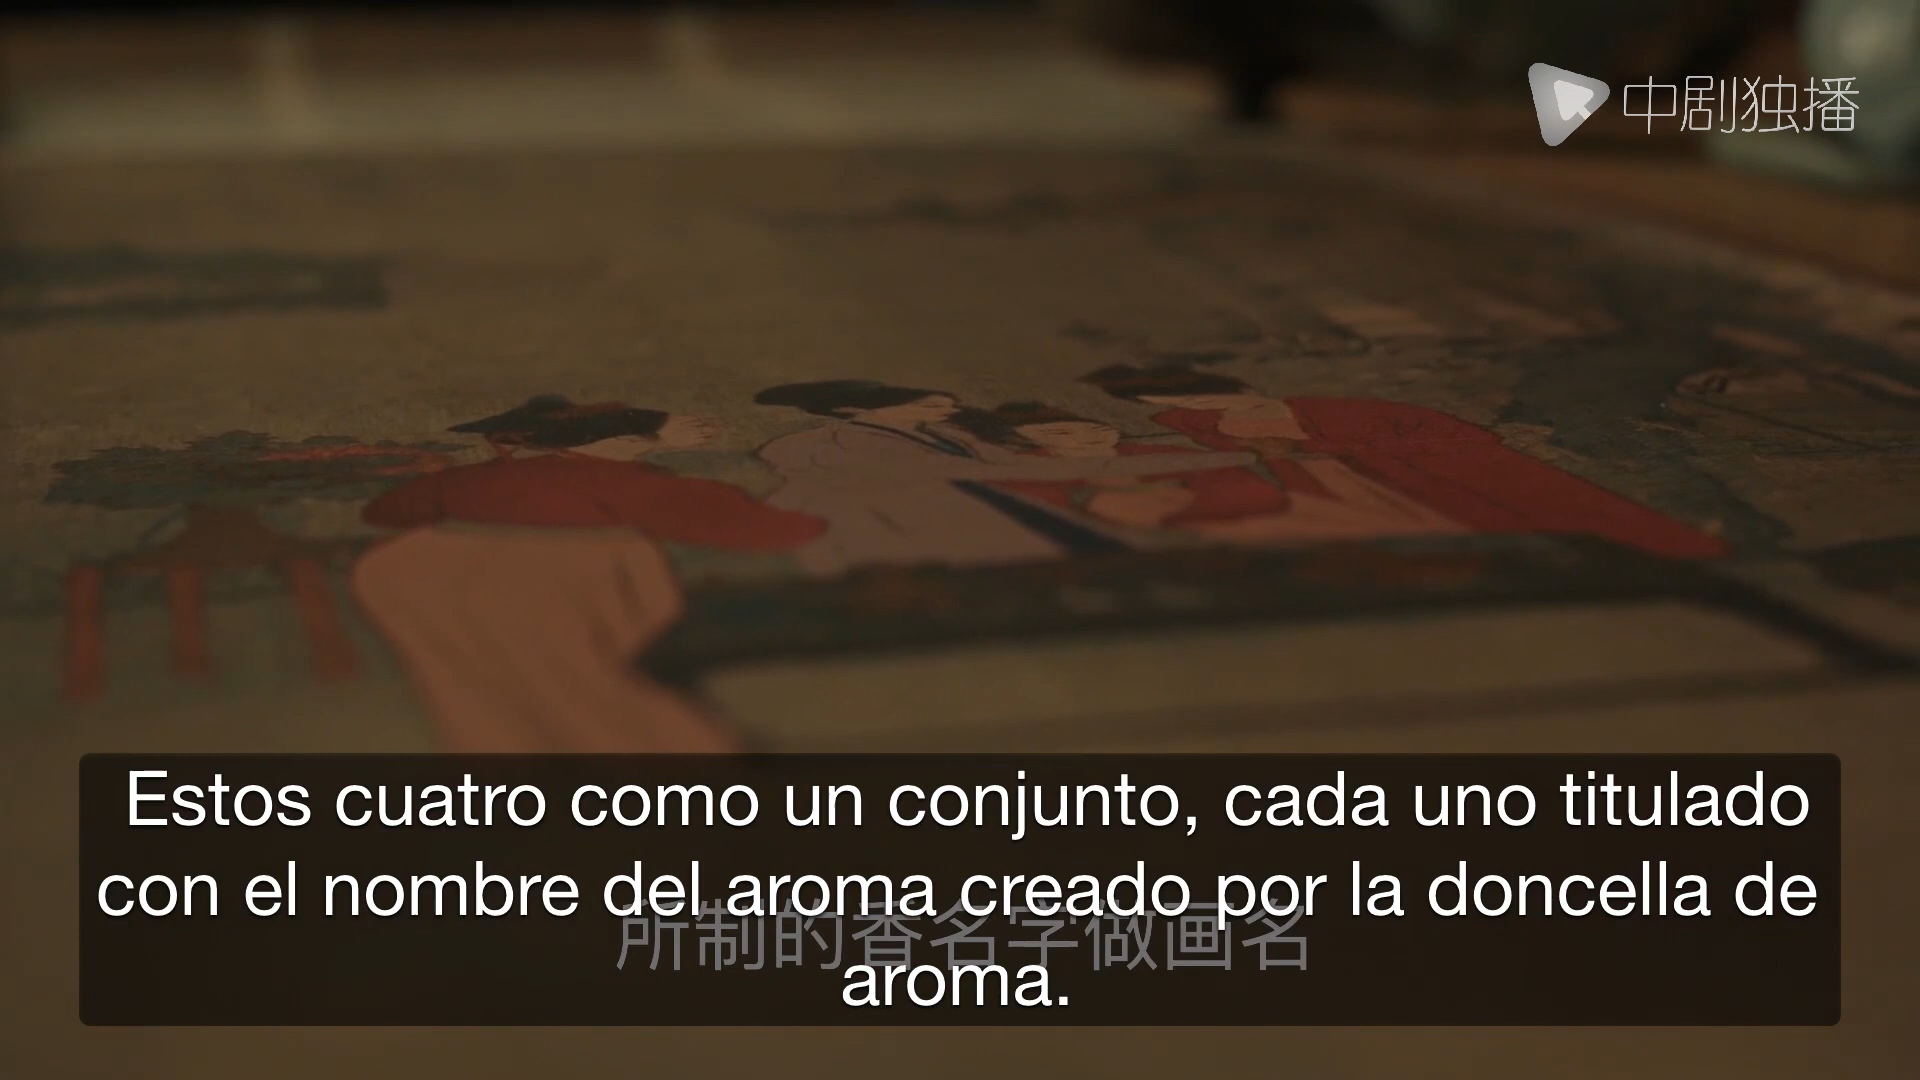 中剧独播
Estos cuatro como un conjunto, cada uno titulado
con el nombre del aroma creado por la doncella de
所制的香名字做画名
aroma.